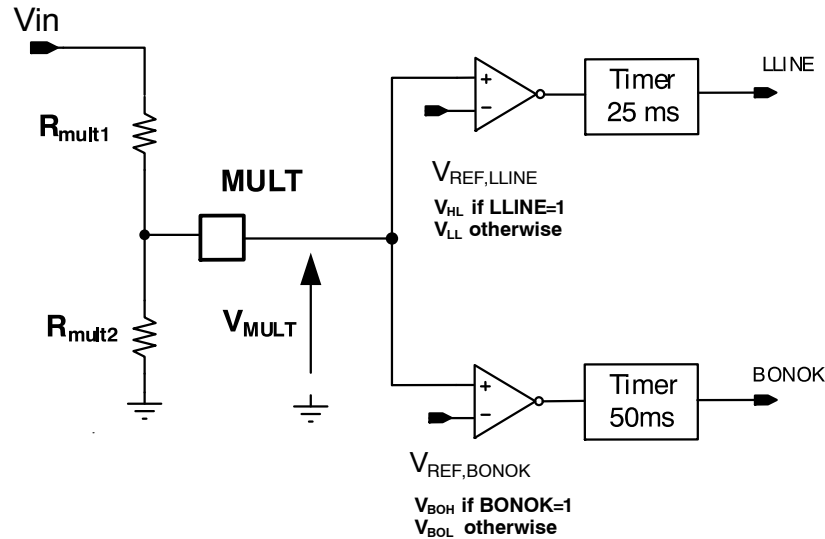 Vin
Rmult1
MULT
Rmult2
VMULT
+
−
Timer
25 ms
LLINE
VREF,LLINE
VHL if LLINE=1
VLL otherwise
+
−
Timer
50ms
BONOK
VREF,BONOK
VBOH if BONOK=1
VBOL otherwise